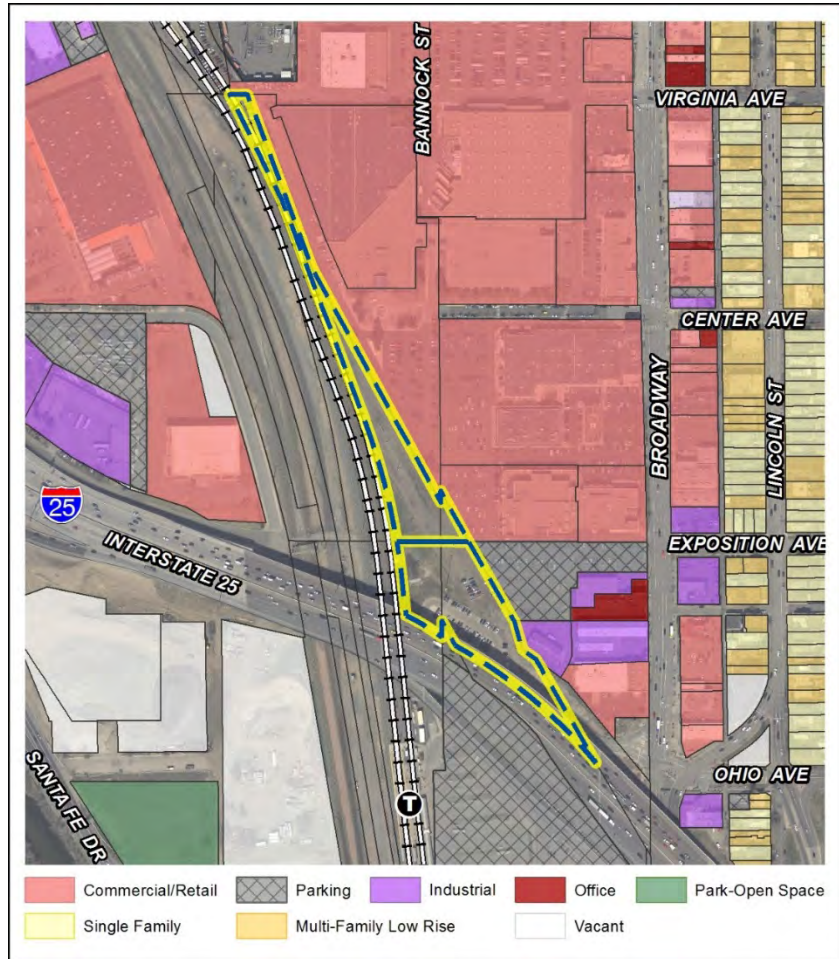 BANNOCK ST
VIRGINIA AVE
CENTER AVE
BROADWAY
LINCOLN ST
25
INTERSTATE 25
EXPOSITION AVE
SANTA FE DR
OHIO AVE
T
Commercial/Retail Parking Industrial Office Park-Open Space
Single Family Multi-Family Low Rise Vacant